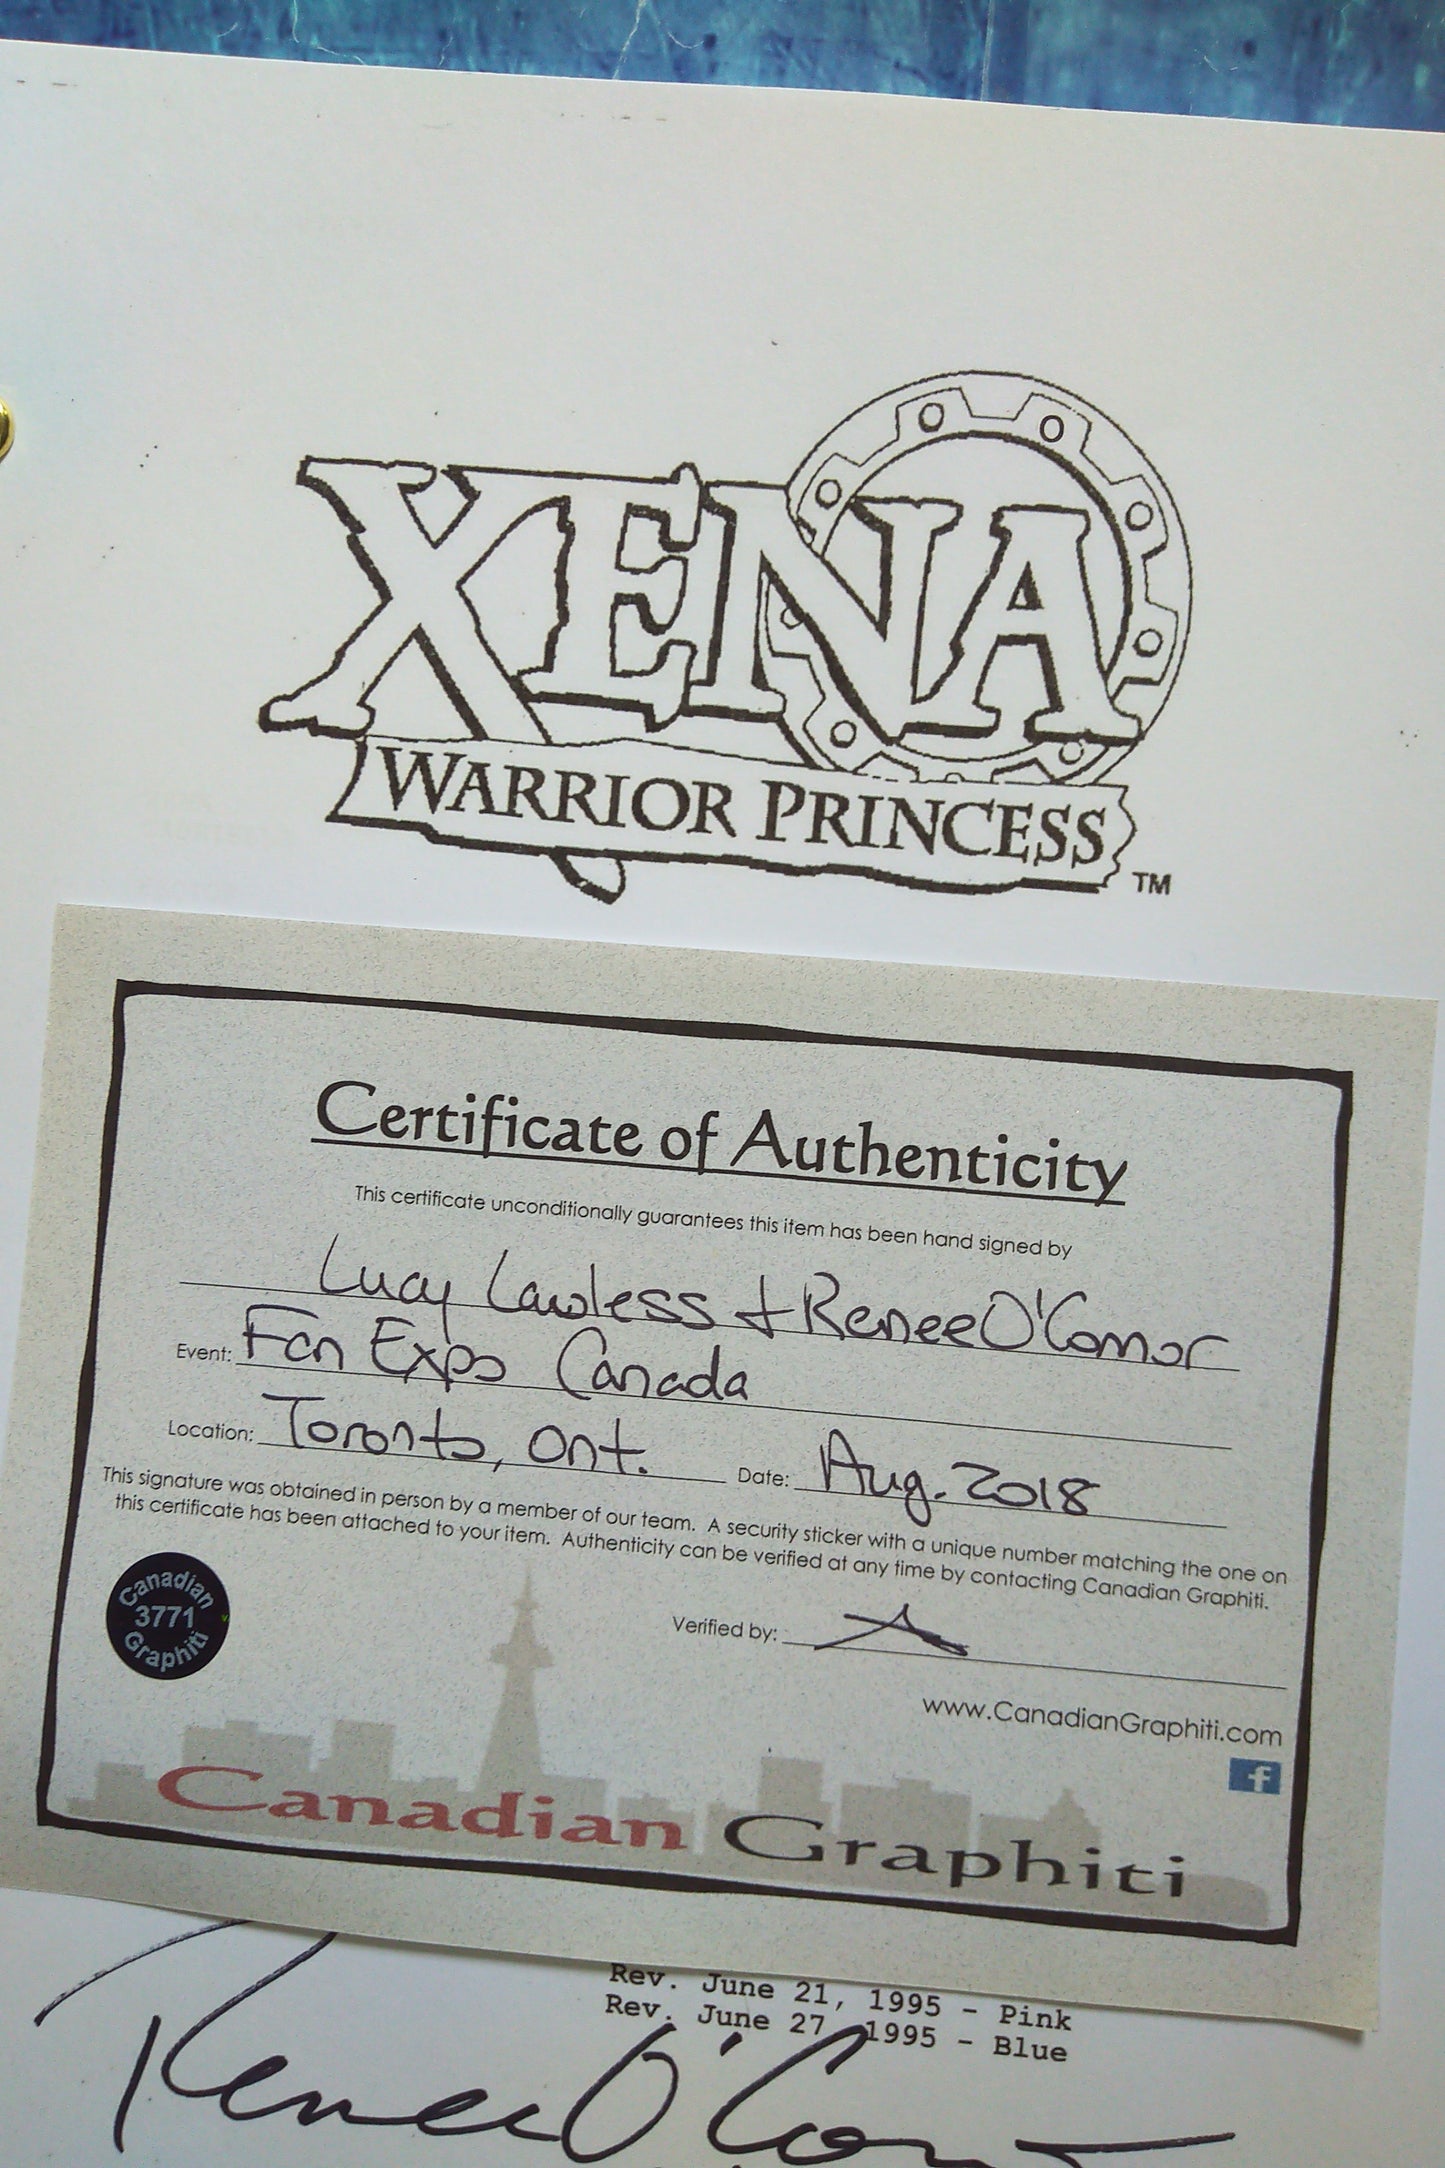 XENA
WARRIOR PRINCESS
TM
Certificate of Authenticity
This certificate unconditionally guarantees this item has been hand signed by
Lucy Lawless + Renee O'Connor
Event: Fan Expo Canada
Location: Toronto, Ont. Date: Aug. 2018
This signature was obtained in person by a member of our team. A security sticker with a unique number matching the one on
this certificate has been attached to your item. Authenticity can be verified at any time by contacting Canadian Graphiti.
Canadian
3771
Graphiti
Verified by:
www.CanadianGraphiti.com
f
Canadian Graphiti
Rev. June 21, 1995 - Pink
Rev. June 27, 1995 - Blue
Renee O'Connor